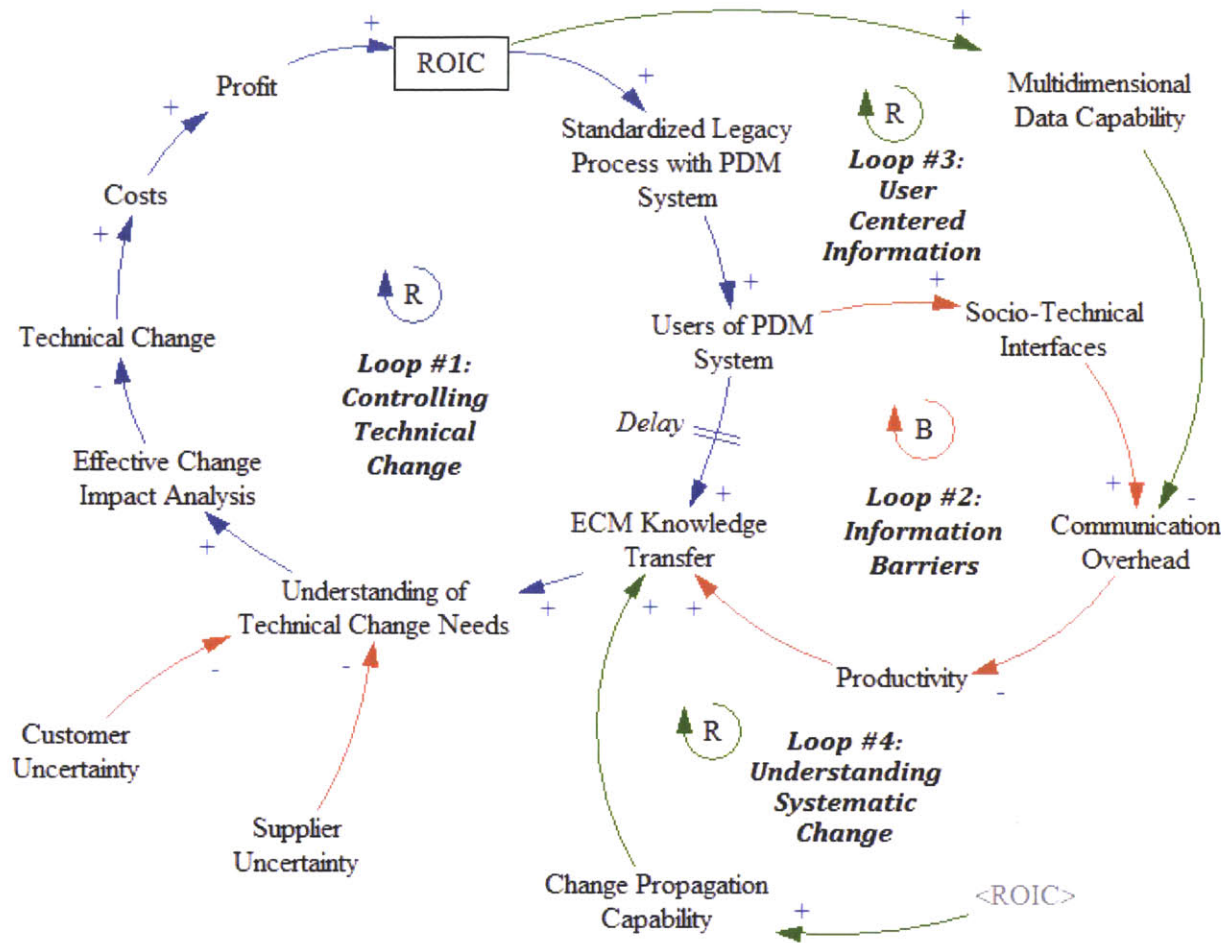 +
+
ROIC
Profit
+
Multidimensional
Data Capability
R
+
Standardized Legacy
Process with PDM
System
Loop #3:
User
Centered
Information
Costs
+
R
+
+
Users of PDM
System
Socio-Technical
Interfaces
Technical Change
Loop #1:
Controlling
Technical
Change
-
Delay
B
Effective Change
Impact Analysis
+
+
-
Loop #2:
Information
Barriers
ECM Knowledge
Transfer
Communication
Overhead
+
Understanding of
Technical Change Needs
+
+
+
-
-
Productivity
-
Customer
Uncertainty
R
Loop #4:
Understanding
Systematic
Change
Supplier
Uncertainty
Change Propagation
Capability
+
<ROIC>